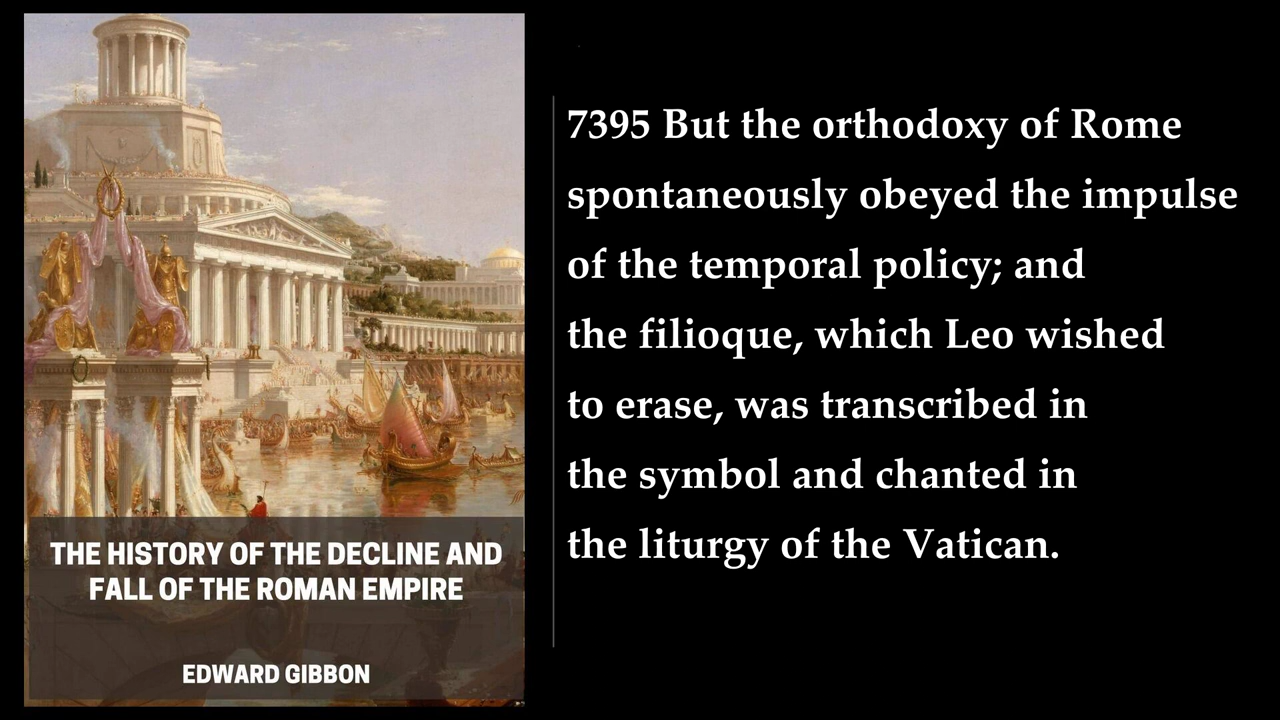 THE HISTORY OF THE DECLINE AND
FALL OF THE ROMAN EMPIRE
EDWARD GIBBON
7395 But the orthodoxy of Rome
spontaneously obeyed the impulse
of the temporal policy; and
the filioque, which Leo wished
to erase, was transcribed in
the symbol and chanted in
the liturgy of the Vatican.